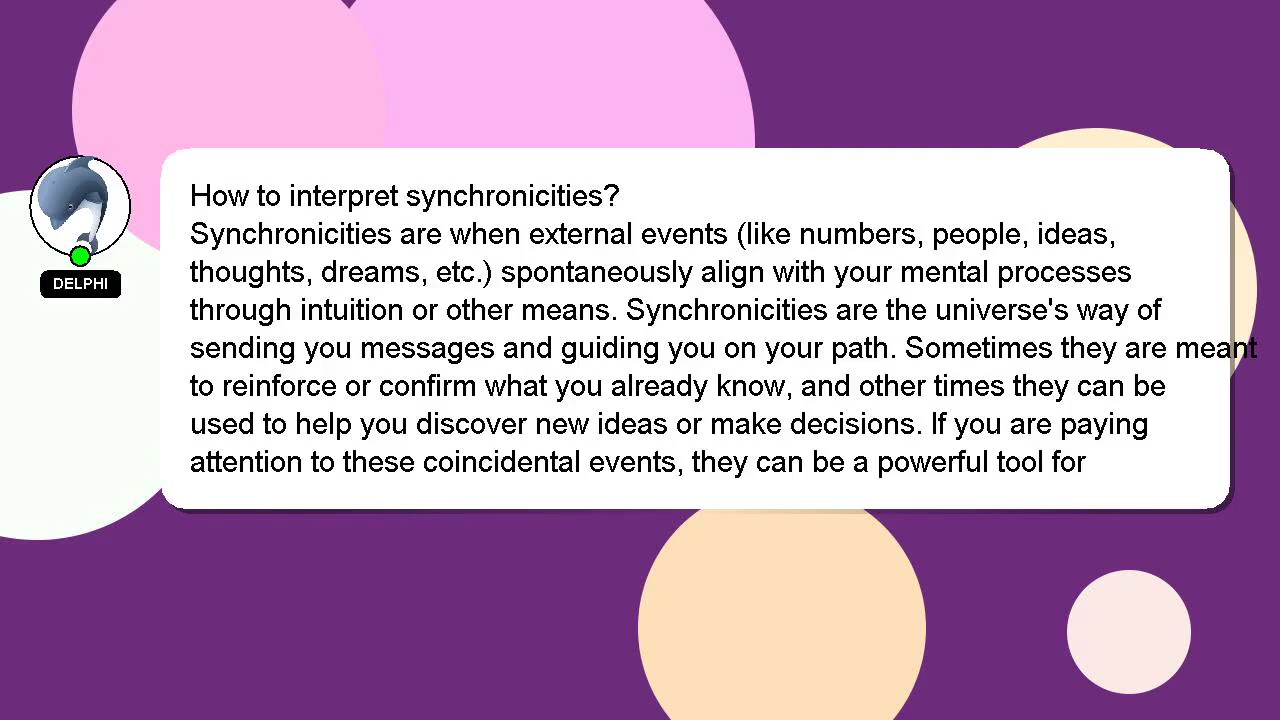 How to interpret synchronicities?
Synchronicities are when external events (like numbers, people, ideas,
thoughts, dreams, etc.) spontaneously align with your mental processes
through intuition or other means. Synchronicities are the universe's way of
sending you messages and guiding you on your path. Sometimes they are meant
to reinforce or confirm what you already know, and other times they can be
used to help you discover new ideas or make decisions. If you are paying
attention to these coincidental events, they can be a powerful tool for
DELPHI